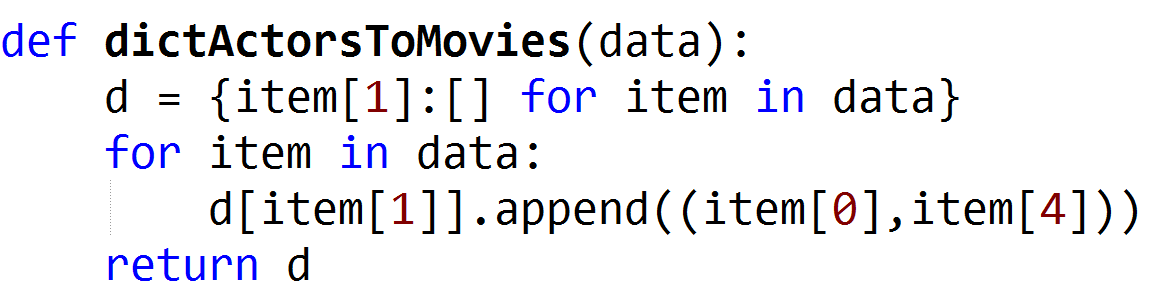 def dictActorsToMovies(data):
    d = {item[1]:[] for item in data}
    for item in data:
        d[item[1]].append((item[0],item[4]))
    return d